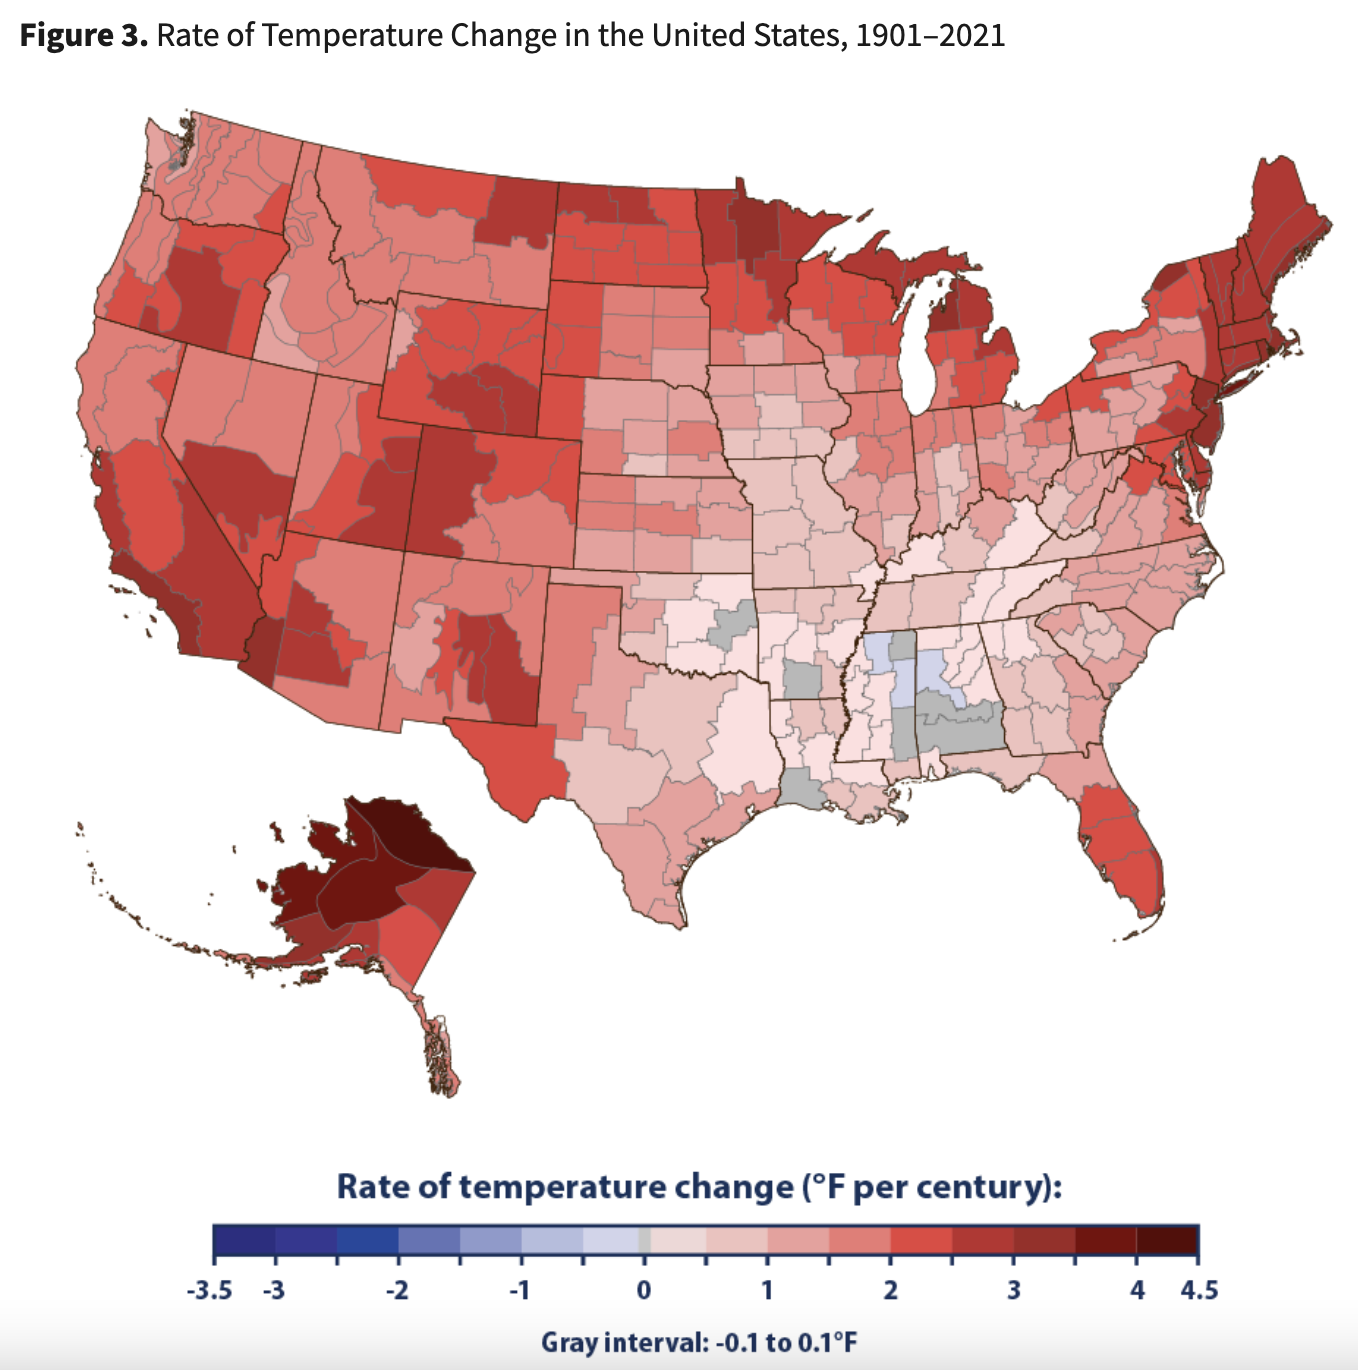 Figure 3. Rate of Temperature Change in the United States, 1901–2021
Rate of temperature change (°F per century):
-3.5 -3 -2 -1 0 1 2 3 4 4.5
Gray interval: -0.1 to 0.1°F